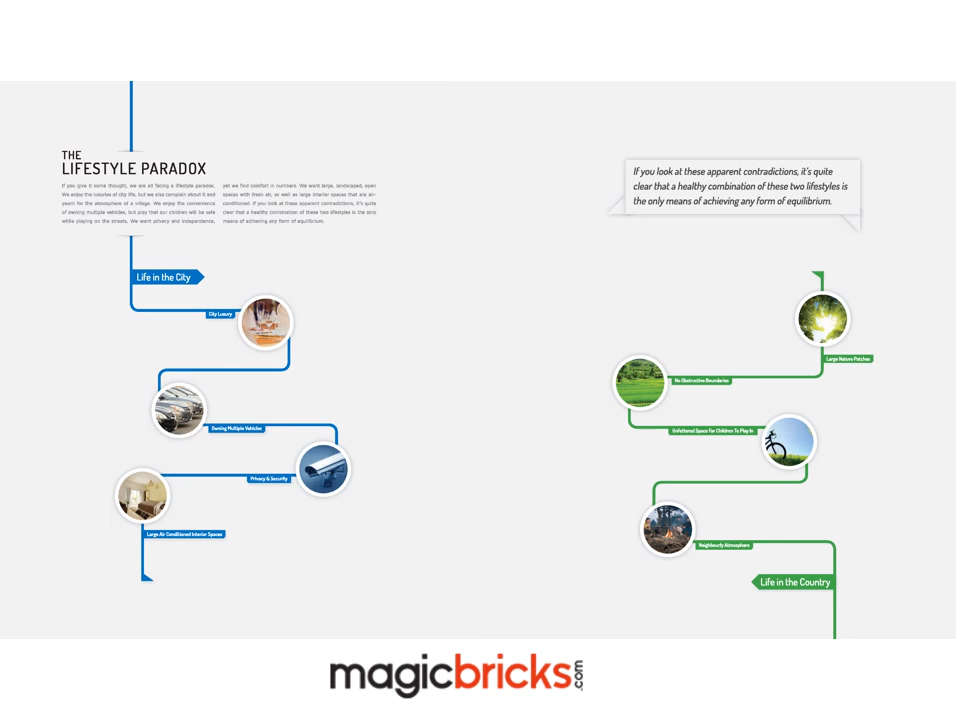 THE
LIFESTYLE PARADOX
If you give it some thought, we are all facing a lifestyle paradox.
We enjoy the luxuries of city life, but we also complain about it and
yearn for the atmosphere of a village. We enjoy the convenience
of owning multiple vehicles, but pray that our children will be safe
while playing on the streets. We want privacy and independence,
yet we find comfort in numbers. We want large, landscaped, open
spaces with fresh air, as well as large interior spaces that are air-
conditioned. If you look at these apparent contradictions, it's quite
clear that a healthy combination of these two lifestyles is the only
means of achieving any form of equilibrium.
Life in the City
City Luxury
Owning Multiple Vehicles
Privacy & Security
Large Air Conditioned Interior Spaces
If you look at these apparent contradictions, it's quite
clear that a healthy combination of these two lifestyles is
the only means of achieving any form of equilibrium.
Large Nature Patches
No Obstructive Boundaries
Unfettered Space For Children To Play In
Neighbourly Atmosphere
Life in the Country
magicbricks.com